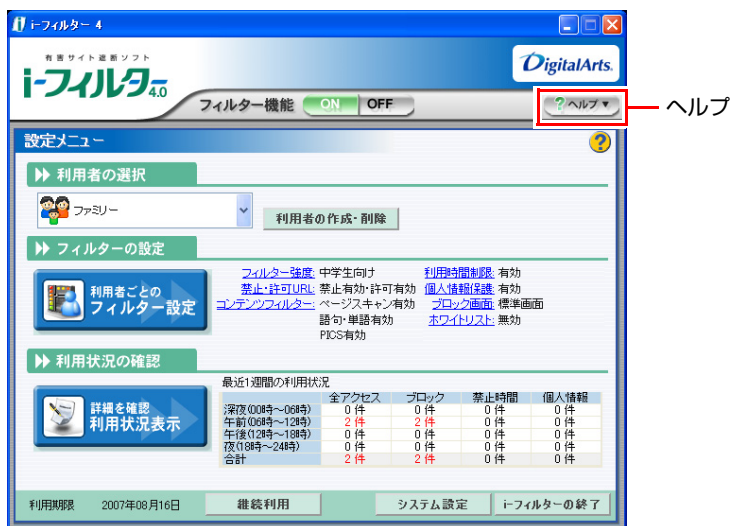 i-フィルター 4
有害サイト遮断ソフト
i-フィルター 4.0
DigitalArts.
フィルター機能 ON OFF
?ヘルプ▼
ヘルプ
設定メニュー
?
利用者の選択
ファミリー
利用者の作成・削除
フィルターの設定
利用者ごとの
フィルター設定
フィルター強度: 中学生向け 利用時間制限: 有効
禁止・許可URL: 禁止有効・許可有効 個人情報保護: 有効
コンテンツフィルター: ページスキャン有効 ブロック画面: 標準画面
語句・単語有効 ホワイトリスト: 無効
PICS有効
利用状況の確認
詳細を確認
利用状況表示
最近1週間の利用状況
全アクセス ブロック 禁止時間 個人情報
深夜(00時～06時) 0 件 0 件 0 件 0 件
午前(06時～12時) 2 件 2 件 0 件 0 件
午後(12時～18時) 0 件 0 件 0 件 0 件
夜(18時～24時) 0 件 0 件 0 件 0 件
合計 2 件 2 件 0 件 0 件
利用期限 2007年08月16日 継続利用 システム設定 i-フィルターの終了